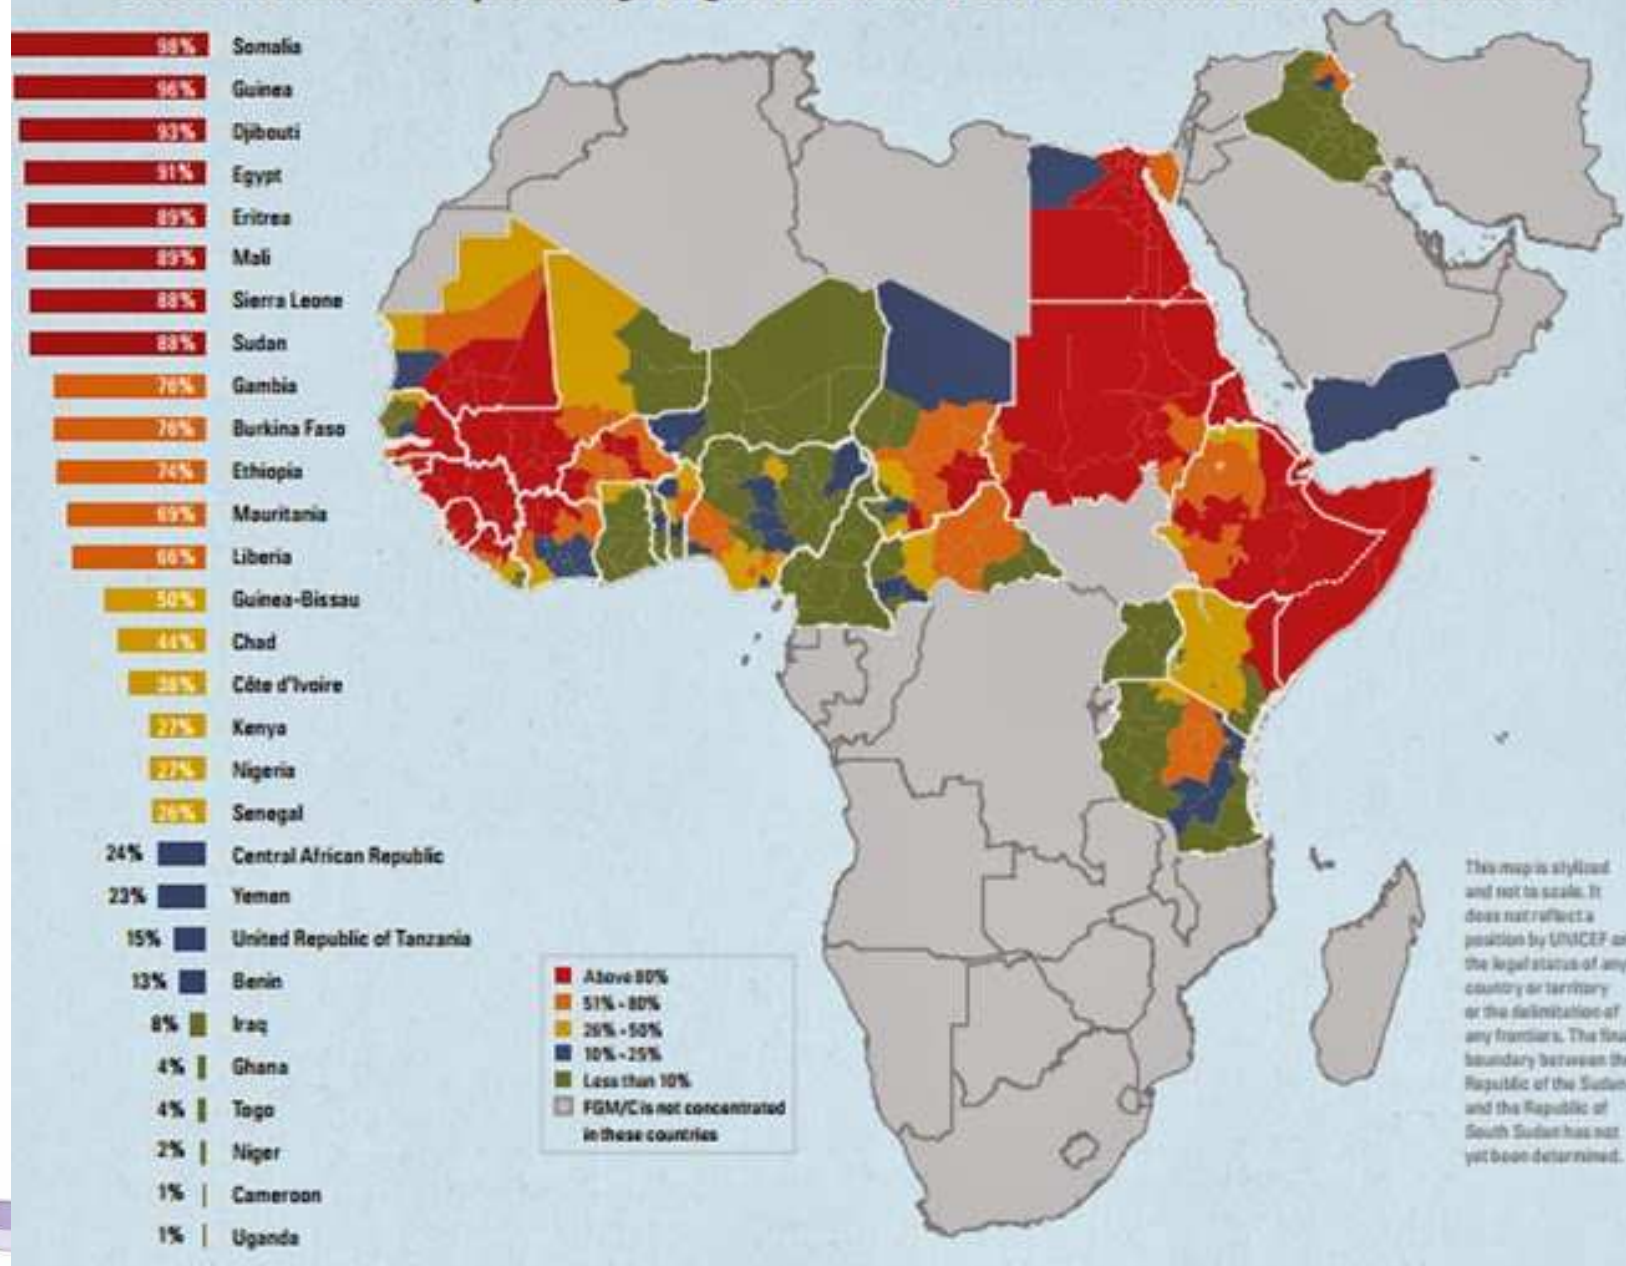 98% Somalia
96% Guinea
93% Djibouti
91% Egypt
89% Eritrea
89% Mali
88% Sierra Leone
88% Sudan
76% Gambia
76% Burkina Faso
74% Ethiopia
69% Mauritania
66% Liberia
50% Guinea-Bissau
44% Chad
38% Côte d'Ivoire
27% Kenya
27% Nigeria
26% Senegal
24% Central African Republic
23% Yemen
15% United Republic of Tanzania
13% Benin
8% Iraq
4% Ghana
4% Togo
2% Niger
1% Cameroon
1% Uganda
Above 80%
51% - 80%
26% - 50%
10% - 25%
Less than 10%
FGM/C is not concentrated
in these countries
This map is stylized
and not to scale. It
does not reflect a
position by UNICEF on
the legal status of any
country or territory
or the delimitation of
any frontiers. The final
boundary between the
Republic of the Sudan
and the Republic of
South Sudan has not
yet been determined.